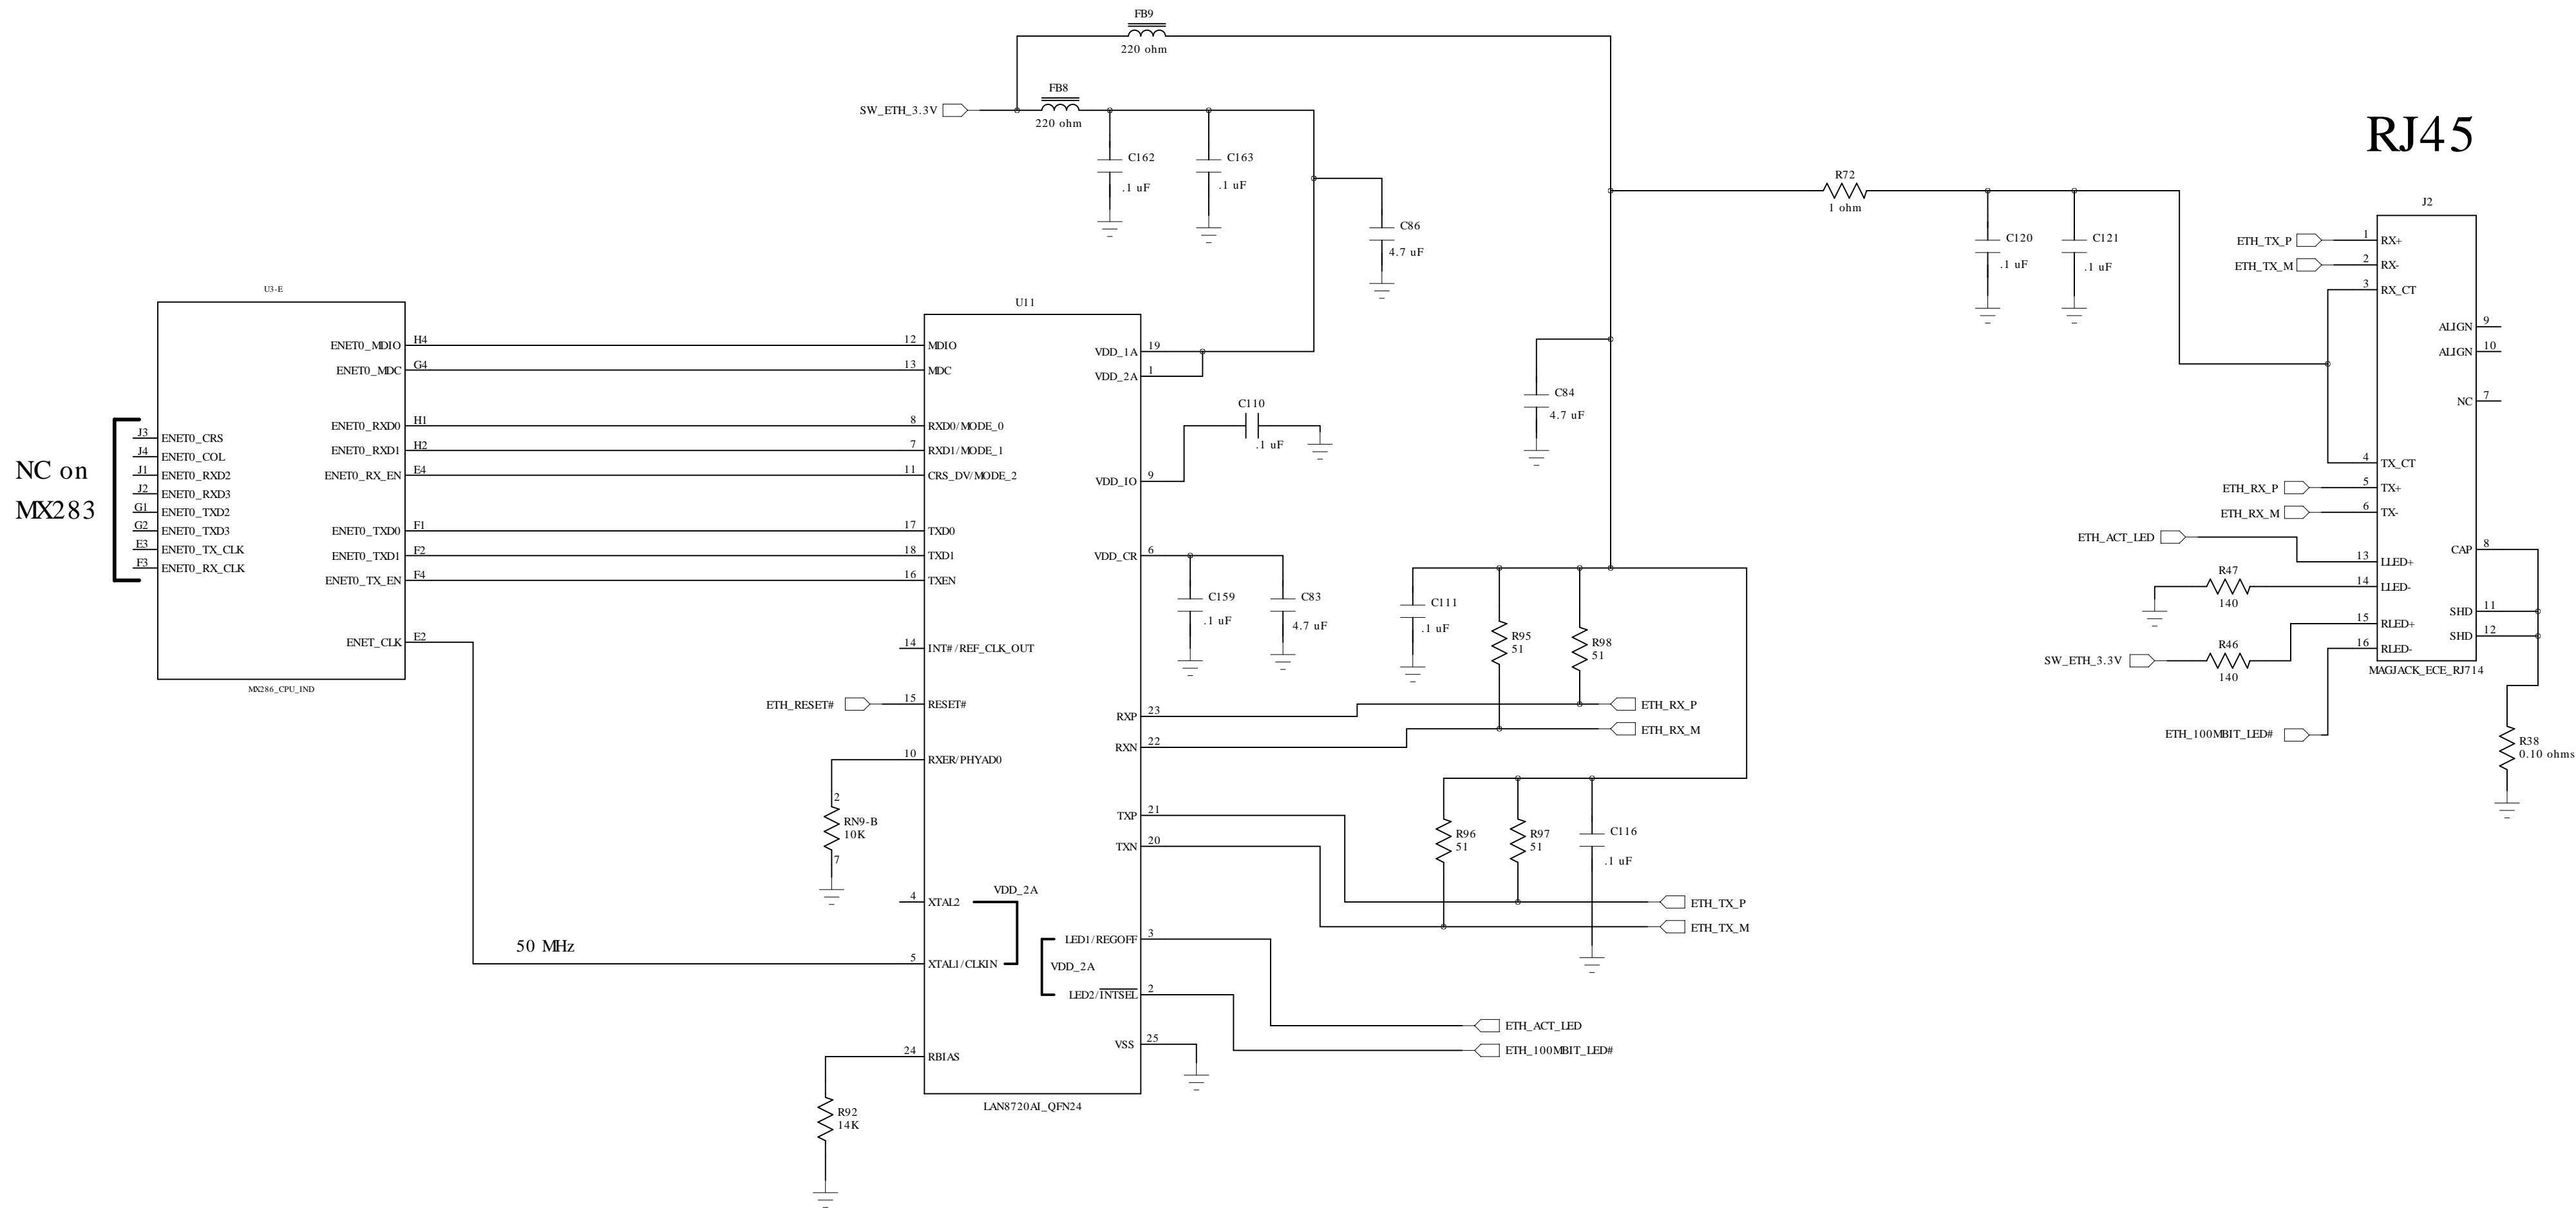 FB9
220 ohm
FB8
SW_ETH_3.3V
220 ohm
C162
.1 uF
C163
.1 uF
C86
4.7 uF
R72
1 ohm
C120
.1 uF
C121
.1 uF
C84
4.7 uF
RJ45
J2
ETH_TX_P
1
RX+
ETH_TX_M
2
RX-
3
RX_CT
9
ALIGN
10
ALIGN
7
NC
4
TX_CT
ETH_RX_P
5
TX+
ETH_RX_M
6
TX-
ETH_ACT_LED
8
CAP
13
LLED+
R47
140
14
LLED-
11
SHD
15
RLED+
12
SHD
SW_ETH_3.3V
R46
140
16
RLED-
MAGJACK_ECE_RJ714
ETH_100MBIT_LED#
R38
0.10 ohms
U3-E
ENET0_MDIO H4
ENET0_MDC G4
ENET0_RXD0 H1
ENET0_RXD1 H2
ENET0_RX_EN E4
ENET0_TXD0 F1
ENET0_TXD1 F2
ENET0_TX_EN F4
ENET_CLK E2
NC on
MX283
J3 ENET0_CRS
J4 ENET0_COL
J1 ENET0_RXD2
J2 ENET0_RXD3
G1 ENET0_TXD2
G2 ENET0_TXD3
E3 ENET0_TX_CLK
F3 ENET0_RX_CLK
MX286_CPU_IND
U11
12 MDIO
13 MDC
8 RXD0/MODE_0
7 RXD1/MODE_1
11 CRS_DV/MODE_2
17 TXD0
18 TXD1
16 TXEN
14 INT#/REF_CLK_OUT
ETH_RESET# 15 RESET#
10 RXER/PHYAD0
2
RN9-B
10K
7
4 XTAL2
VDD_2A
50 MHz
5 XTAL1/CLKIN
24 RBIAS
R92
14K
VDD_1A 19
VDD_2A 1
C110
.1 uF
VDD_IO 9
VDD_CR 6
C159
.1 uF
C83
4.7 uF
C111
.1 uF
R95
51
R98
51
RXP 23
ETH_RX_P
RXN 22
ETH_RX_M
TXP 21
TXN 20
R96
51
R97
51
C116
.1 uF
ETH_TX_P
ETH_TX_M
LED1/REGOFF 3
VDD_2A
LED2/INTSEL 2
ETH_ACT_LED
ETH_100MBIT_LED#
VSS 25
LAN8720AI_QFN24